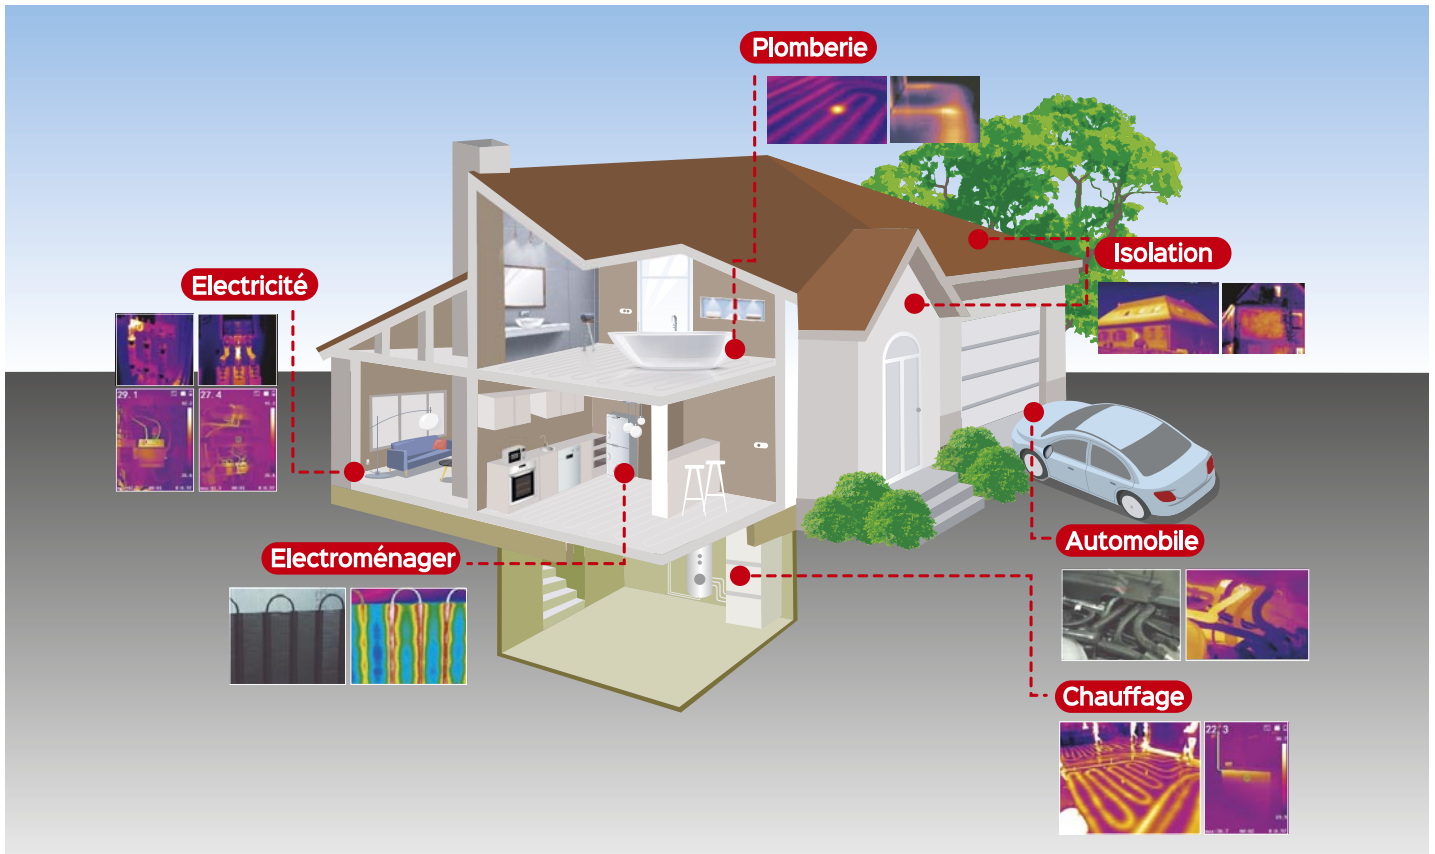 Plomberie
Isolation
Electricité
29.1
27.4
Electroménager
Automobile
Chauffage
22.3